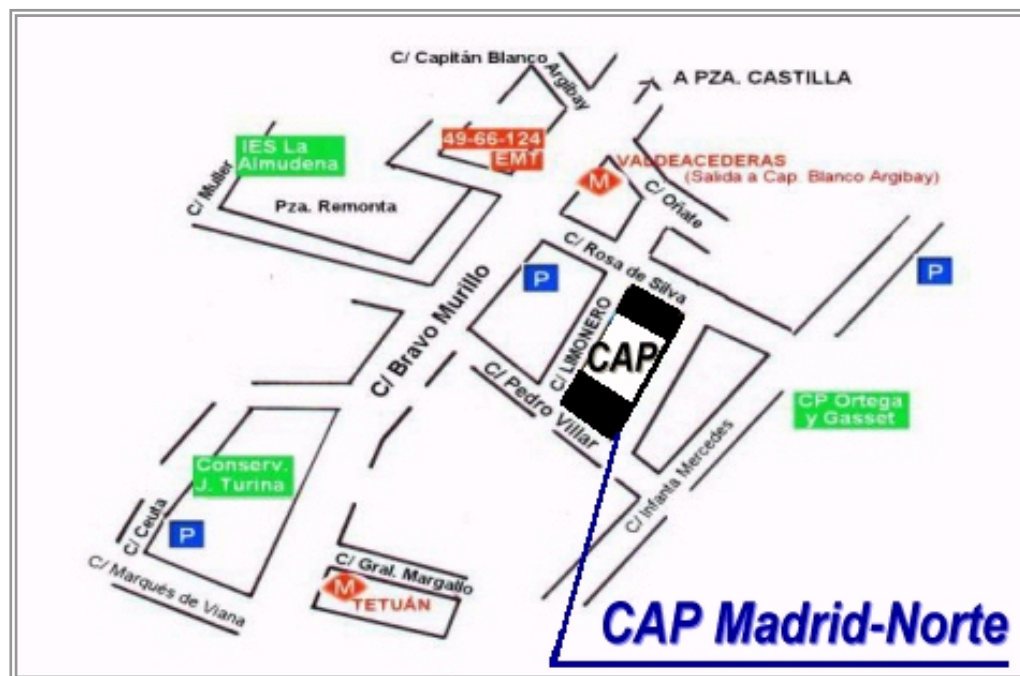 C/ Capitán Blanco
Argibay
A PZA. CASTILLA
IES La
Almudena
49-66-124
EMT
VALDEACEDERAS
(Salida a Cap. Blanco Argibay)
M
C/ Muller
Pza. Remonta
C/ Oñate
C/ Rosa de Silva
P
P
C/ Bravo Murillo
C/ LIMONERO
CAP
C/ Pedro Villar
CP Ortega
y Gasset
Conserv.
J. Turina
C/ Infanta Mercedes
P
C/ Ceuta
C/ Marqués de Viana
C/ Gral. Margallo
M
TETUÁN
CAP Madrid-Norte